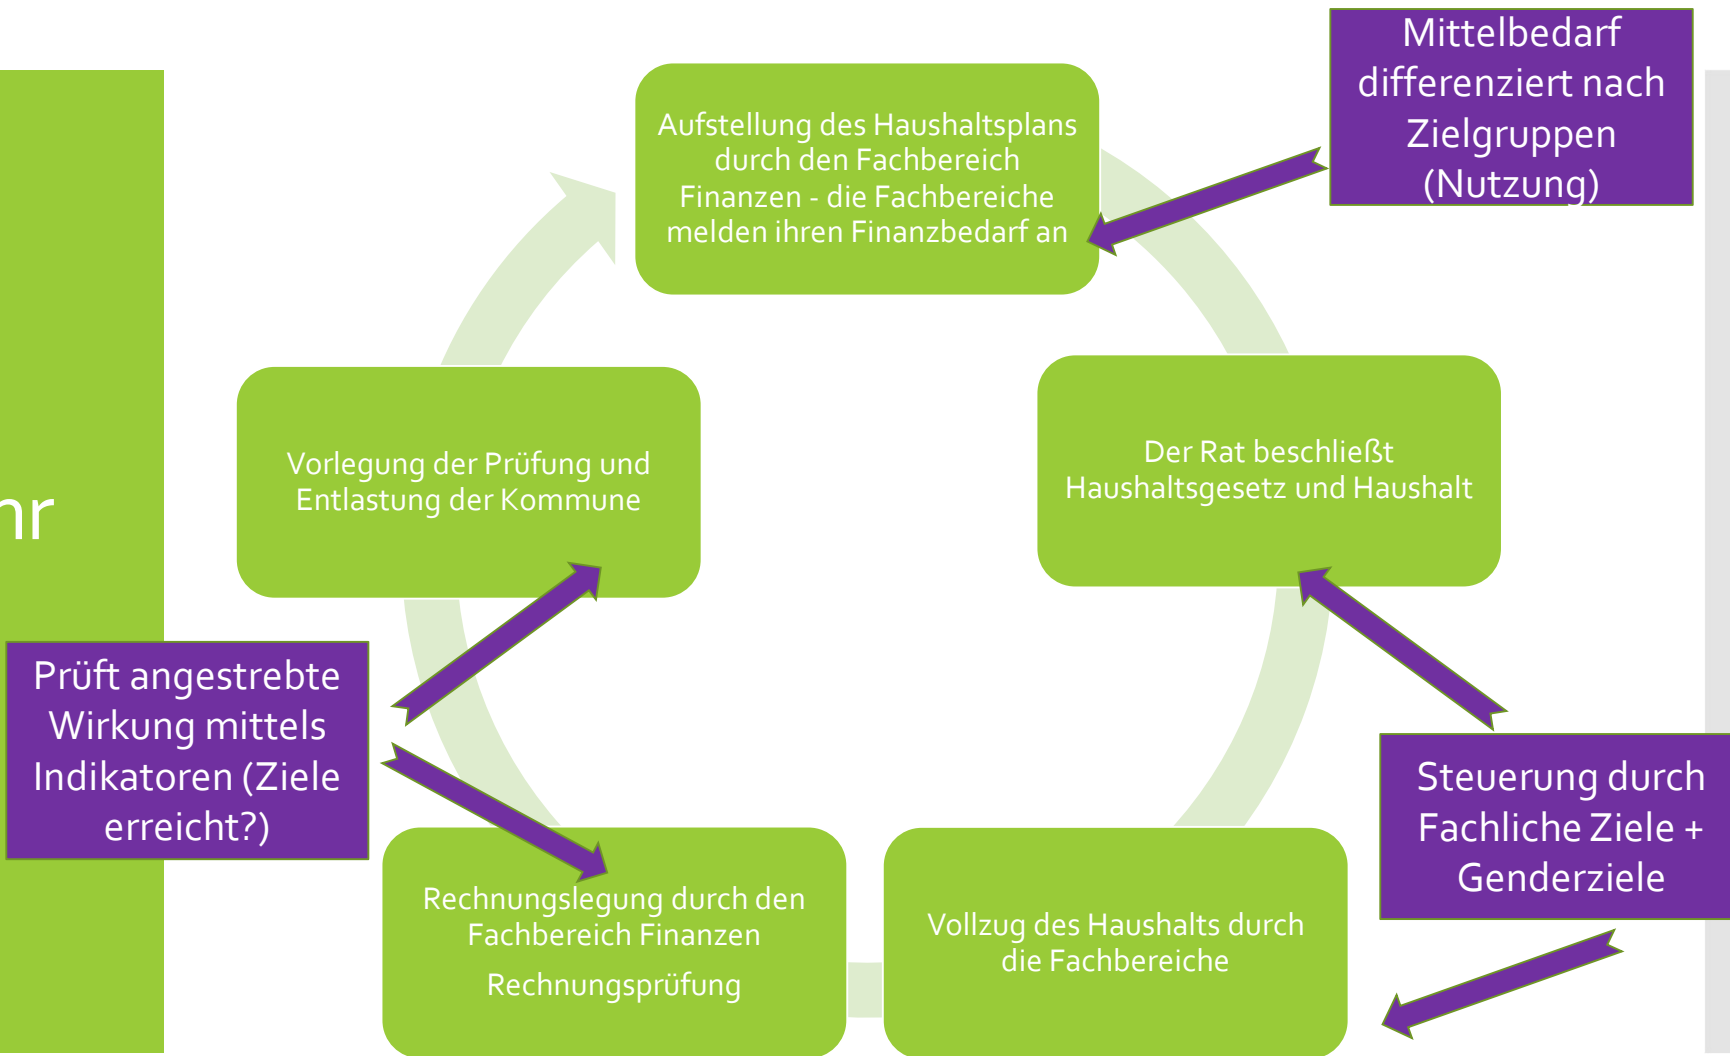 Mittelbedarf
differenziert nach
Zielgruppen
(Nutzung)
Aufstellung des Haushaltsplans
durch den Fachbereich
Finanzen - die Fachbereiche
melden ihren Finanzbedarf an
Vorlegung der Prüfung und
Entlastung der Kommune
Der Rat beschließt
Haushaltsgesetz und Haushalt
hr
Prüft angestrebte
Wirkung mittels
Indikatoren (Ziele
erreicht?)
Steuerung durch
Fachliche Ziele +
Genderziele
Rechnungslegung durch den
Fachbereich Finanzen
Rechnungsprüfung
Vollzug des Haushalts durch
die Fachbereiche